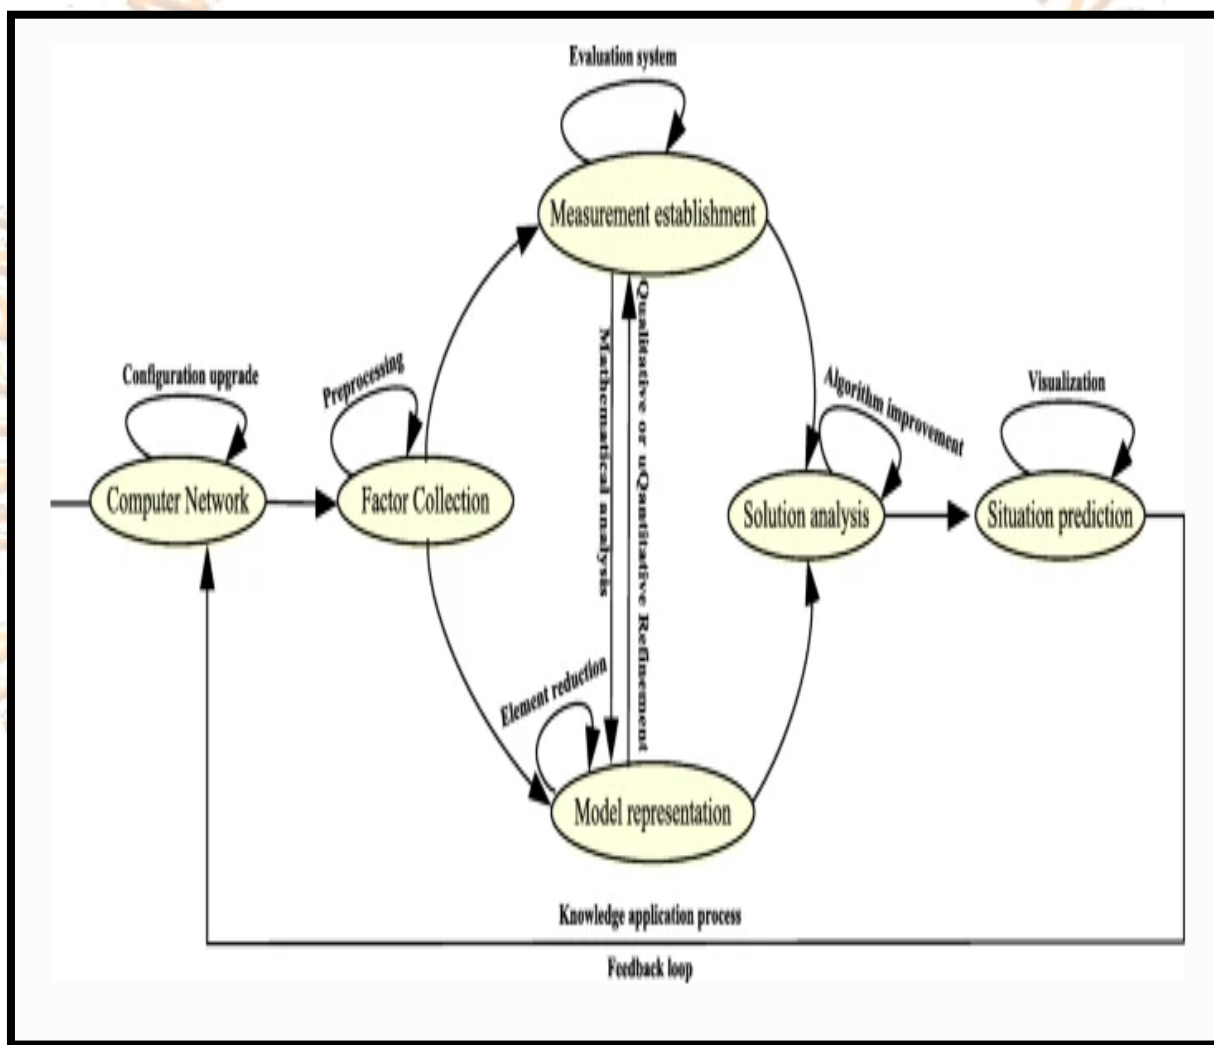 Evaluation system
Measurement establishment
Configuration upgrade
Preprocessing
Mathematical analysis
Qualitative or uQantitative Refinement
Algorithm improvement
Visualization
Computer Network
Factor Collection
Solution analysis
Situation prediction
Element reduction
Model representation
Knowledge application process
Feedback loop